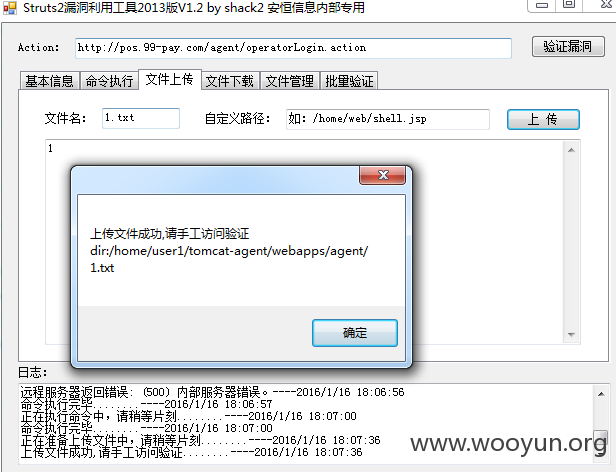 Struts2漏洞利用工具2013版V1.2 by shack2 安恒信息内部专用
Action: http://pos.99-pay.com/agent/operatorLogin.action 验证漏洞
基本信息 命令执行 文件上传 文件下载 文件管理 批量验证
文件名: 1.txt 自定义路径: 如: /home/web/shell.jsp 上 传
1
上传文件成功,请手工访问验证
dir:/home/user1/tomcat-agent/webapps/agent/
1.txt
确定
日志:
远程服务器返回错误: (500) 内部服务器错误。----2016/1/16 18:06:56
命令执行完毕........----2016/1/16 18:06:57
正在执行命令中,请稍等片刻........----2016/1/16 18:07:00
命令执行完毕........----2016/1/16 18:07:00
正在准备上传文件中,请稍等片刻........----2016/1/16 18:07:36
上传文件成功,请手工访问验证........----2016/1/16 18:07:36
www.wooyun.org